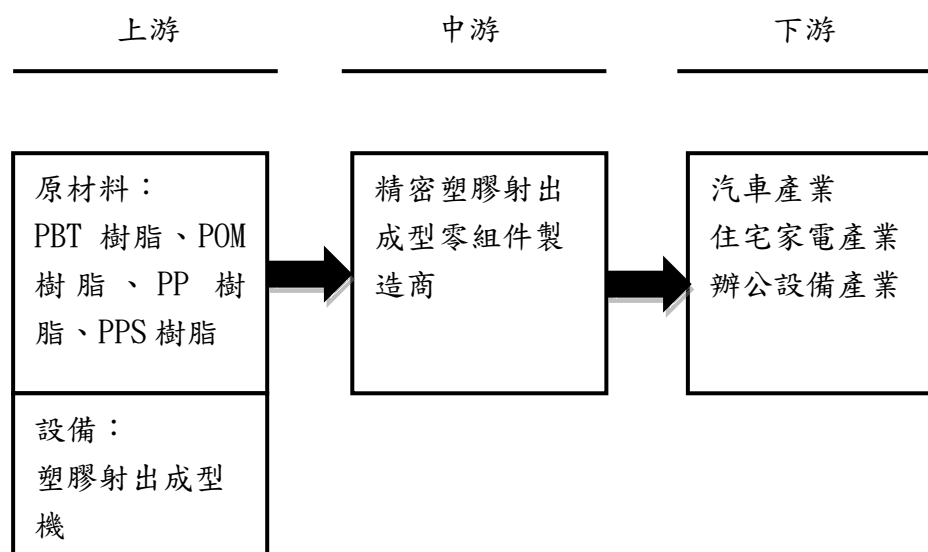 上游
中游
下游
原材料：
PBT 樹脂、POM
樹脂、PP 樹
脂、PPS樹脂
設備：
塑膠射出成型
機
精密塑膠射出
成型零組件製
造商
汽車產業
住宅家電產業
辦公設備產業